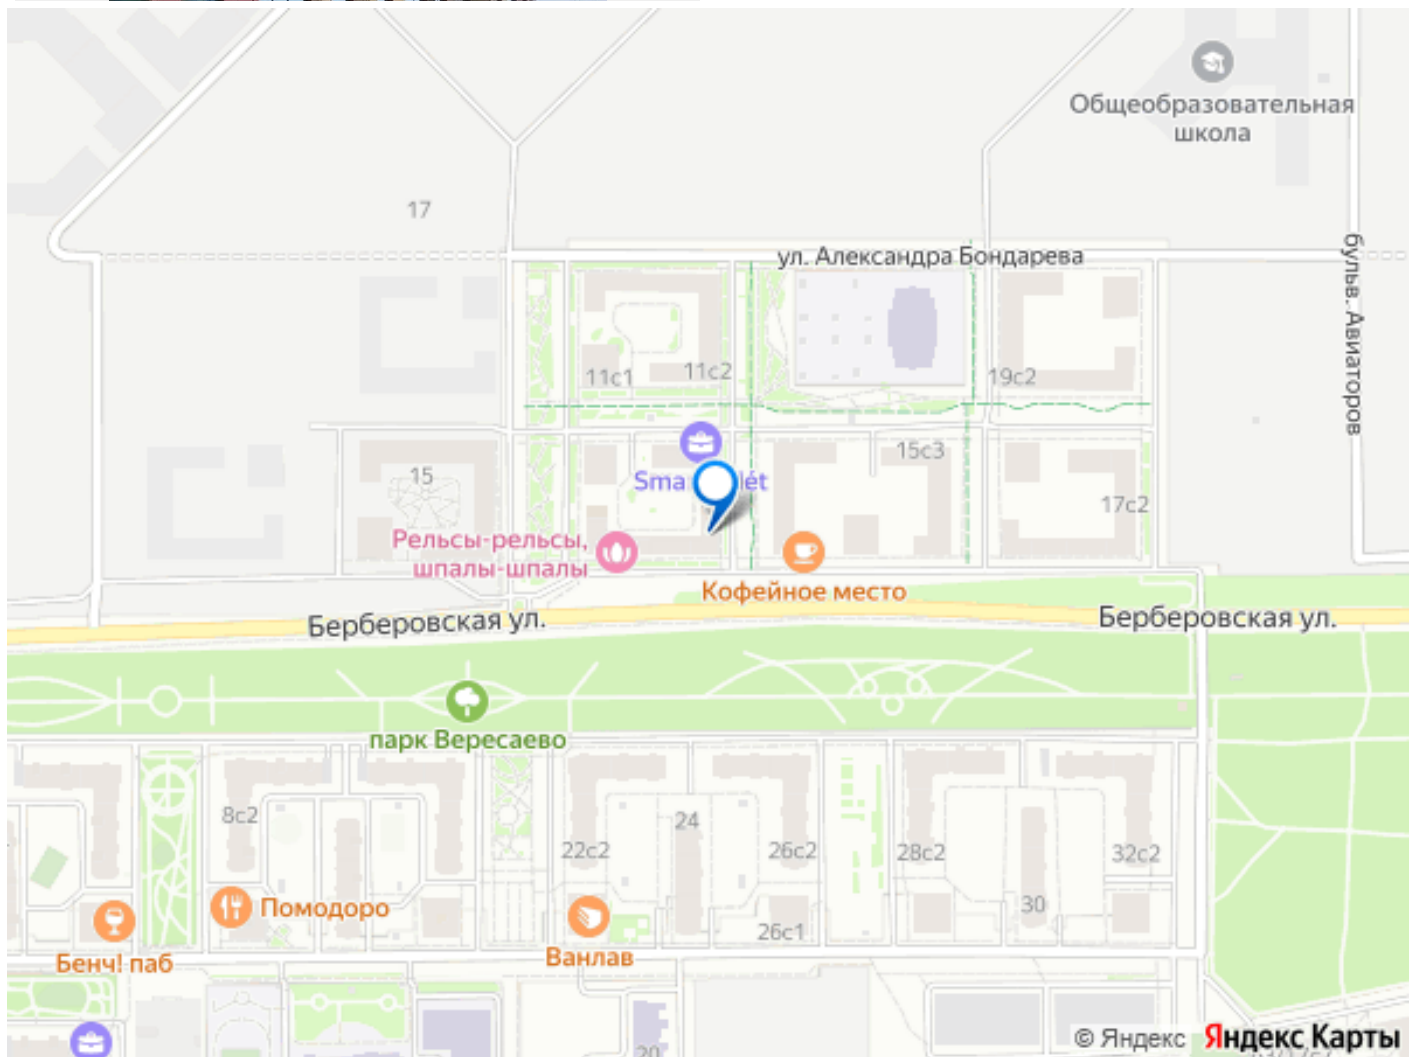 Общеобразовательная
школа
17
ул. Александра Бондарева
бульв. Авиаторов
11с1
11с2
19с2
15
15с3
Sma
lét
17с2
Рельсы-рельсы,
шпалы-шпалы
Кофейное место
Берберовская ул.
Берберовская ул.
парк Вересаево
8с2
24
22с2
26с2
28с2
32с2
30
Помодоро
26с1
Бенч! паб
Ванлав
20
© Яндекс Яндекс Карты